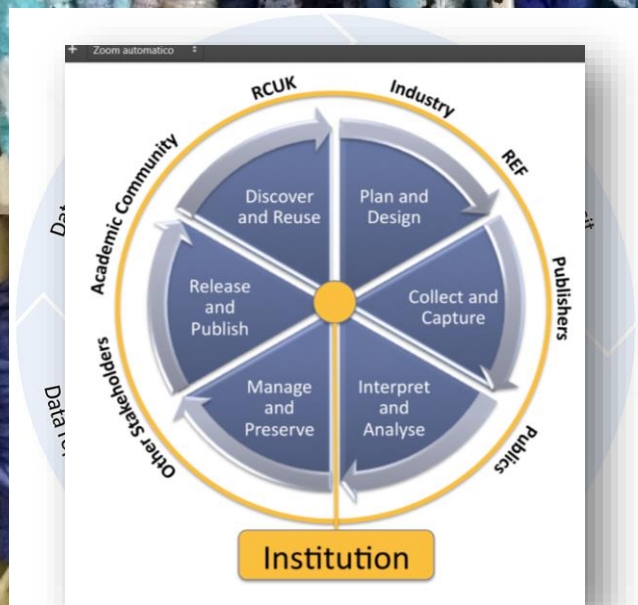 Zoom automatico
RCUK
Industry
REF
Publishers
Publics
Other Stakeholders
Academic Community
Discover
and Reuse
Plan and
Design
Collect and
Capture
Interpret
and
Analyse
Manage
and
Preserve
Release
and
Publish
Institution